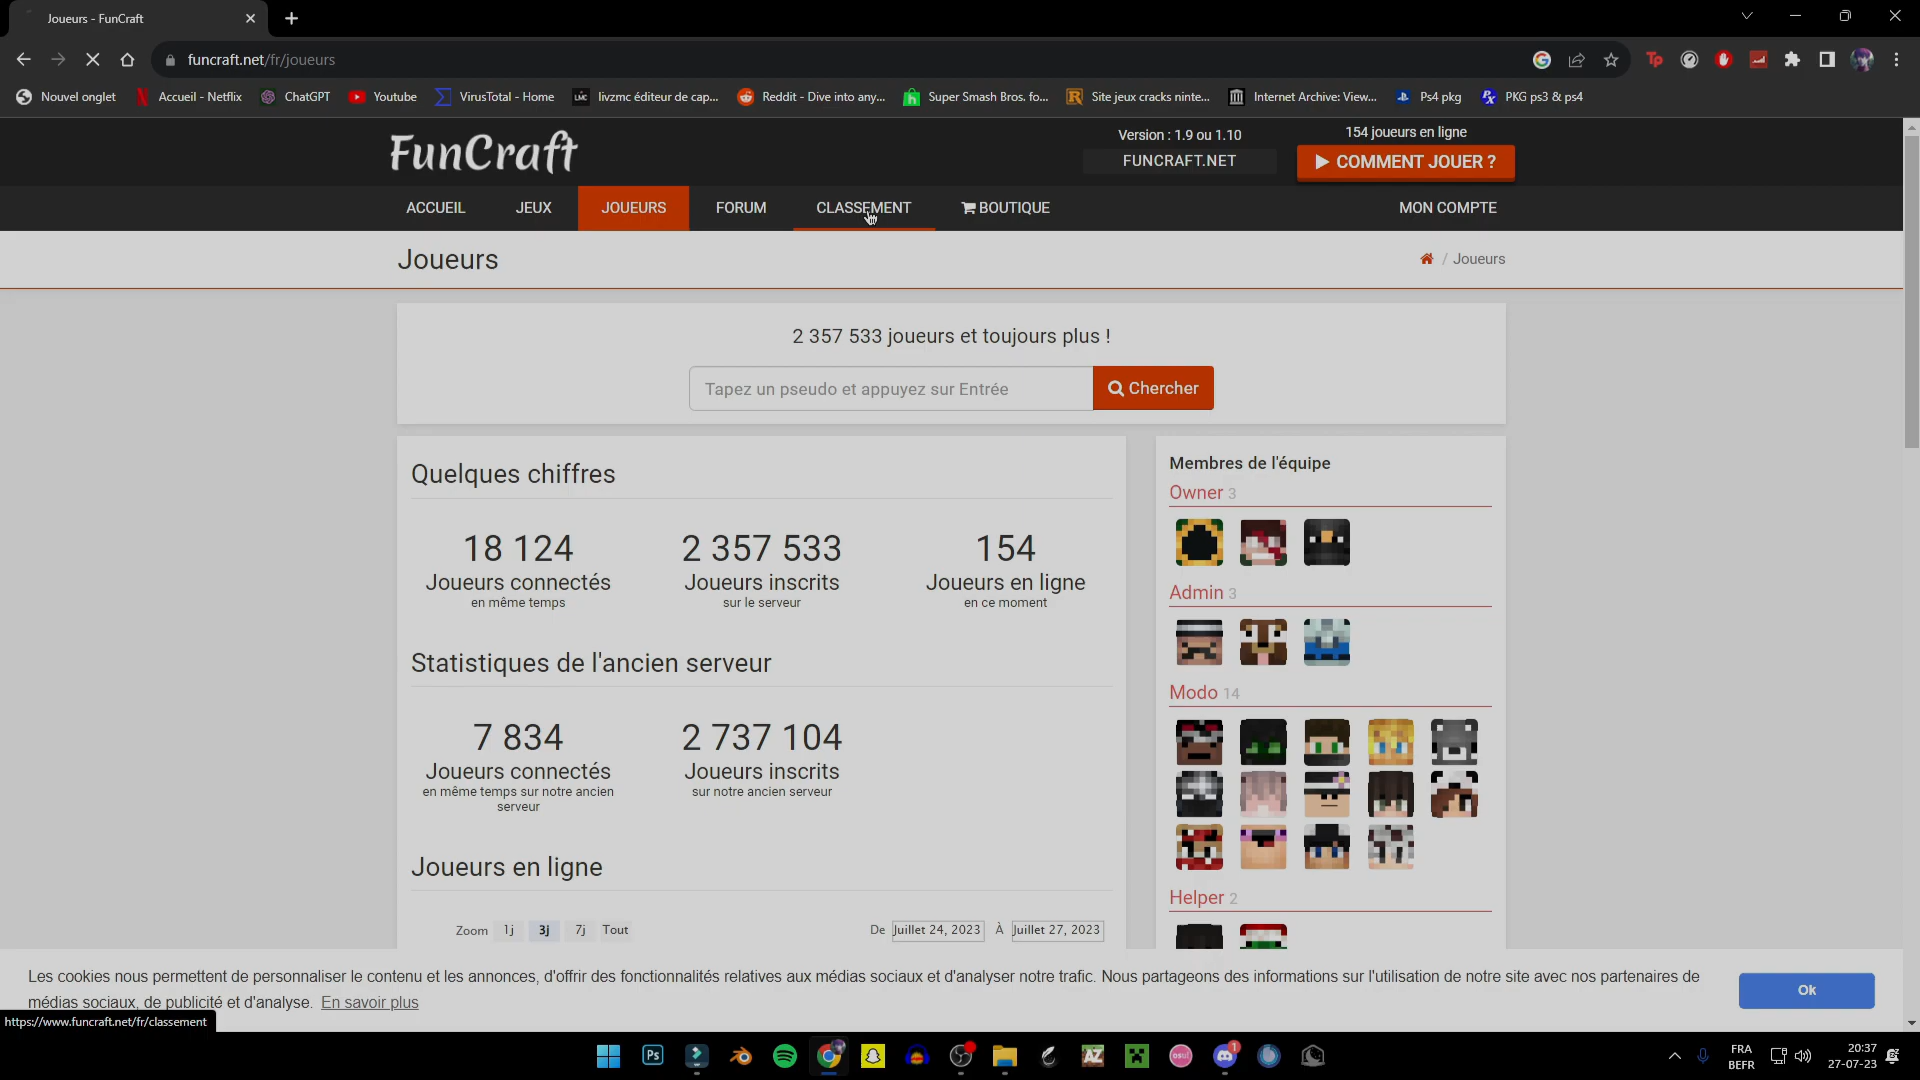 Joueurs - FunCraft
funcraft.net/fr/joueurs
Nouvel onglet
Accueil - Netflix
ChatGPT
Youtube
VirusTotal - Home
livzmc éditeur de cap...
Reddit - Dive into any...
Super Smash Bros. fo...
Site jeux cracks ninte...
Internet Archive: View...
Ps4 pkg
PKG ps3 & ps4
FunCraft
Version : 1.9 ou 1.10
FUNCRAFT.NET
154 joueurs en ligne
COMMENT JOUER ?
ACCUEIL JEUX JOUEURS FORUM CLASSEMENT BOUTIQUE MON COMPTE
Joueurs
/ Joueurs
2 357 533 joueurs et toujours plus !
Tapez un pseudo et appuyez sur Entrée
Chercher
Quelques chiffres
18 124
Joueurs connectés
en même temps
2 357 533
Joueurs inscrits
sur le serveur
154
Joueurs en ligne
en ce moment
Statistiques de l'ancien serveur
7 834
Joueurs connectés
en même temps sur notre ancien
serveur
2 737 104
Joueurs inscrits
sur notre ancien serveur
Joueurs en ligne
Zoom 1j 3j 7j Tout
De Juillet 24, 2023 À Juillet 27, 2023
Membres de l'équipe
Owner 3
Admin 3
Modo 14
Helper 2
Les cookies nous permettent de personnaliser le contenu et les annonces, d'offrir des fonctionnalités relatives aux médias sociaux et d'analyser notre trafic. Nous partageons des informations sur l'utilisation de notre site avec nos partenaires de
médias sociaux, de publicité et d'analyse. En savoir plus
Ok
https://www.funcraft.net/fr/classement
Ps
AZ
osu!
1
FRA
BEFR
20:37
27-07-23